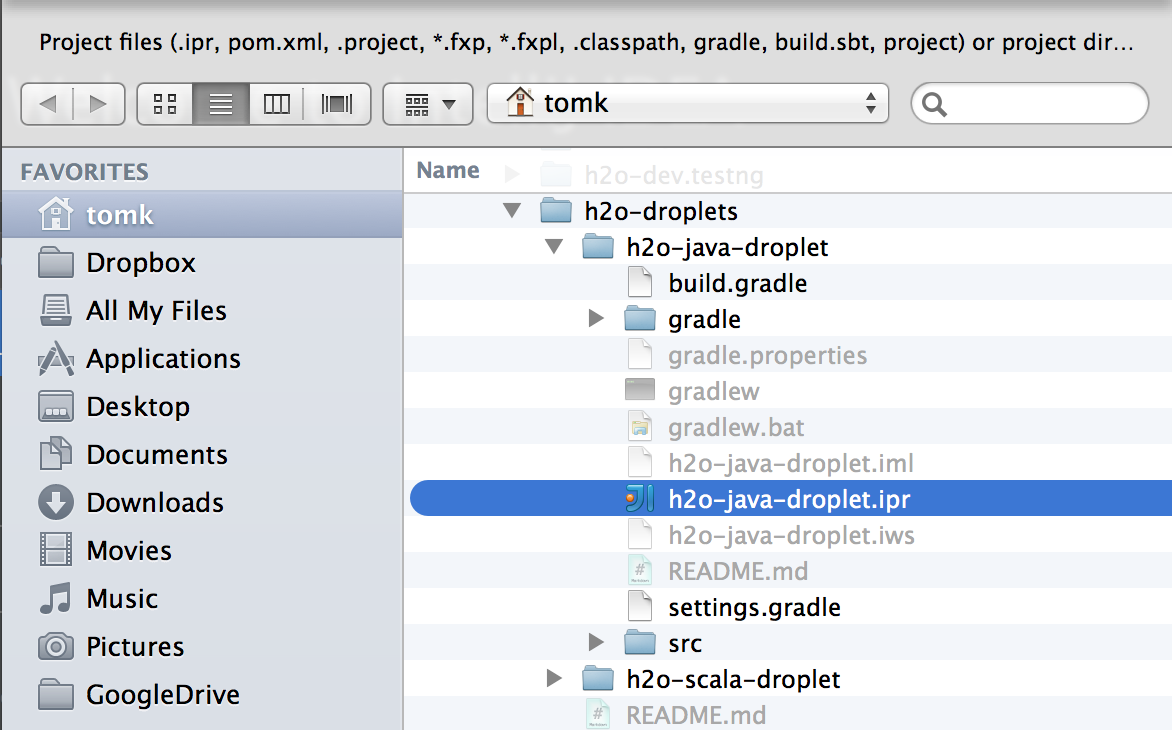 Project files (.ipr, pom.xml, .project, *.fxp, *.fxpl, .classpath, gradle, build.sbt, project) or project dir...
tomk
FAVORITES
tomk
Dropbox
All My Files
Applications
Desktop
Documents
Downloads
Movies
Music
Pictures
GoogleDrive
Name
h2o-dev.testng
h2o-droplets
h2o-java-droplet
build.gradle
gradle
gradle.properties
gradlew
gradlew.bat
h2o-java-droplet.iml
h2o-java-droplet.ipr
h2o-java-droplet.iws
README.md
settings.gradle
src
h2o-scala-droplet
README.md